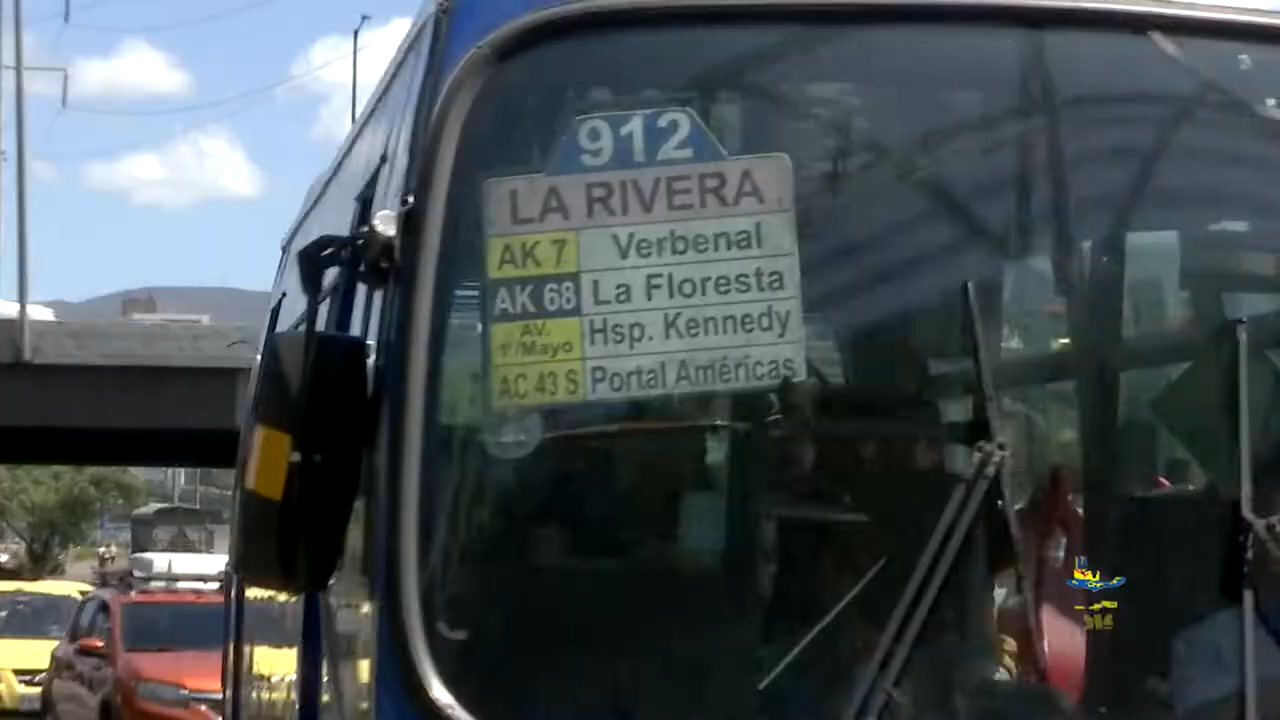 912
LA RIVERA
AK 7 Verbenal
AK 68 La Floresta
AV. 1°/Mayo Hsp. Kennedy
AC 43 S Portal Américas